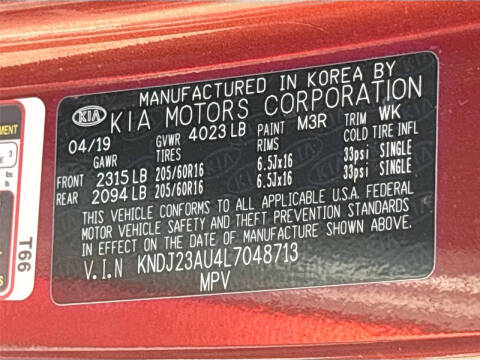 MANUFACTURED IN KOREA BY
KIA KIA MOTORS CORPORATION
04/19 GVWR 4023 LB PAINT M3R TRIM WK
GAWR TIRES RIMS COLD TIRE INFL
FRONT 2315 LB 205/60R16 6.5Jx16 33psi SINGLE
REAR 2094 LB 205/60R16 6.5Jx16 33psi SINGLE
THIS VEHICLE CONFORMS TO ALL APPLICABLE U.S.A. FEDERAL
MOTOR VEHICLE SAFETY AND THEFT PREVENTION STANDARDS
IN EFFECT ON THE DATE OF MANUFACTURE SHOWN ABOVE.
V.I.N KNDJ23AU4L7048713
MPV
T66
3